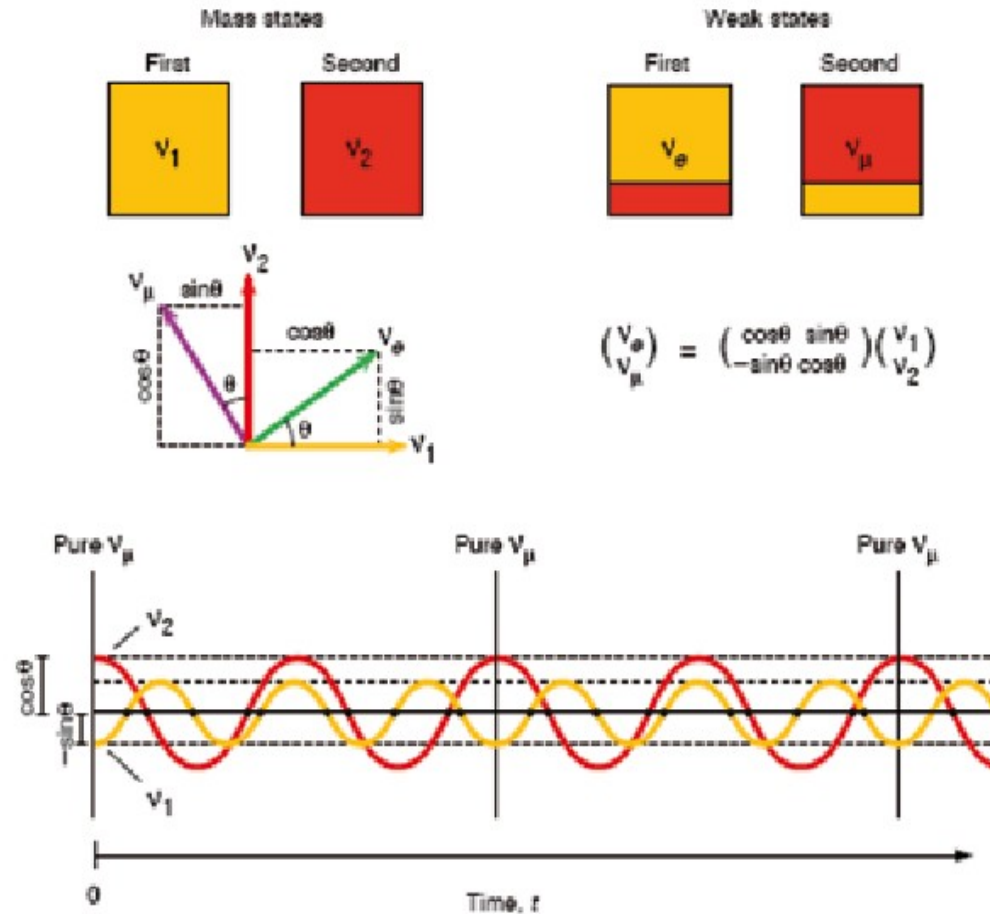 Mass states
Weak states
First
Second
First
Second
ν1
ν2
νe
νμ
ν2
νμ
sinθ
cosθ
νe
cosθ
θ
sinθ
θ
ν1
(νe νμ) = (cosθ sinθ -sinθ cosθ)(ν1 ν2)
Pure νμ
Pure νμ
Pure νμ
ν2
cosθ
-sinθ
ν1
0
Time, t